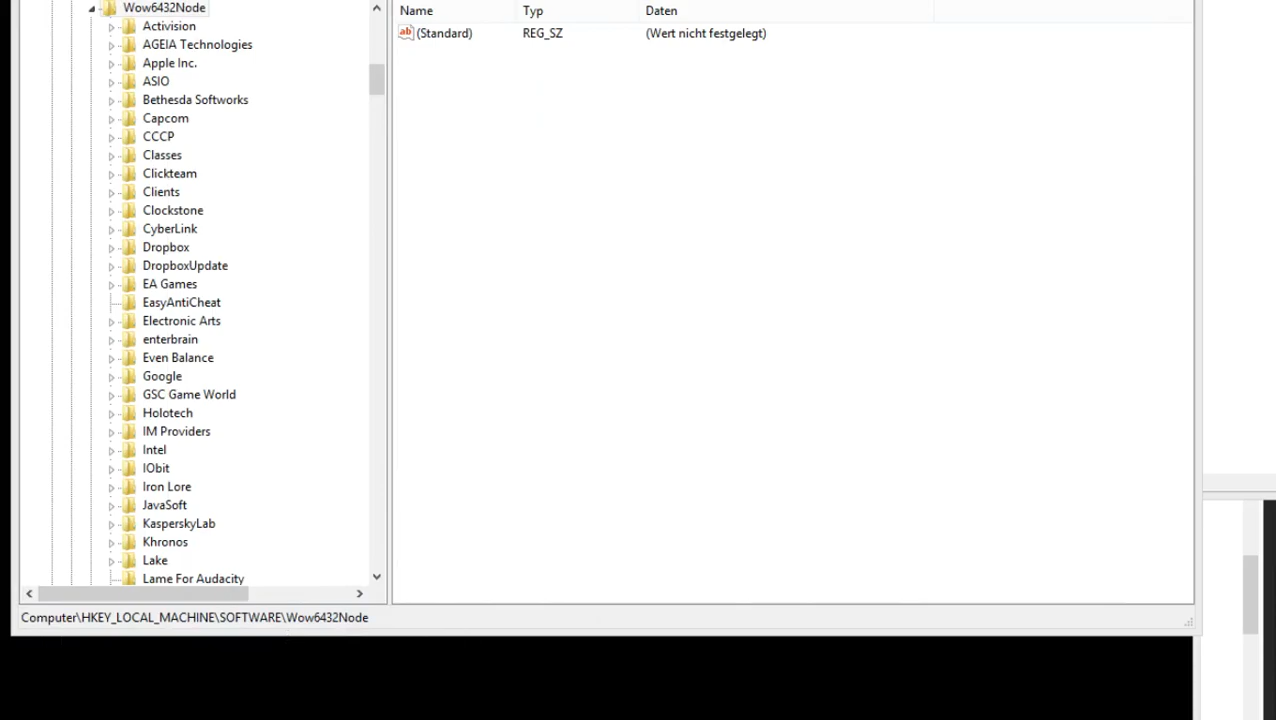 Wow6432Node
Activision
AGEIA Technologies
Apple Inc.
ASIO
Bethesda Softworks
Capcom
CCCP
Classes
Clickteam
Clients
Clockstone
CyberLink
Dropbox
DropboxUpdate
EA Games
EasyAntiCheat
Electronic Arts
enterbrain
Even Balance
Google
GSC Game World
Holotech
IM Providers
Intel
IObit
Iron Lore
JavaSoft
KasperskyLab
Khronos
Lake
Lame For Audacity
Name Typ Daten
ab (Standard) REG_SZ (Wert nicht festgelegt)
Computer\HKEY_LOCAL_MACHINE\SOFTWARE\Wow6432Node